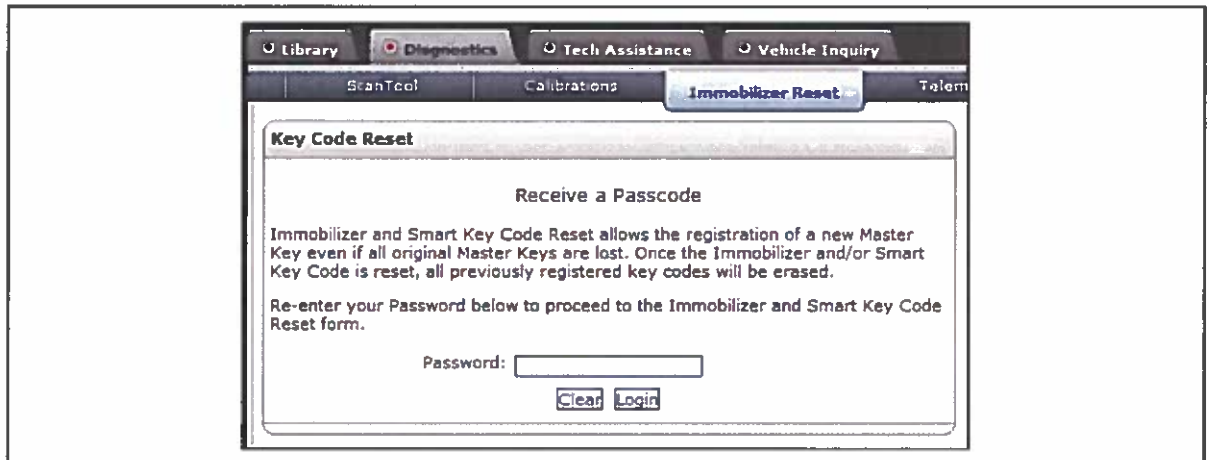 Library Diagnostics Tech Assistance Vehicle Inquiry
ScanTool Calibrations Immobilizer Reset Telem
Key Code Reset
Receive a Passcode
Immobilizer and Smart Key Code Reset allows the registration of a new Master
Key even if all original Master Keys are lost. Once the Immobilizer and/or Smart
Key Code is reset, all previously registered key codes will be erased.
Re-enter your Password below to proceed to the Immobilizer and Smart Key Code
Reset form.
Password:
Clear Login